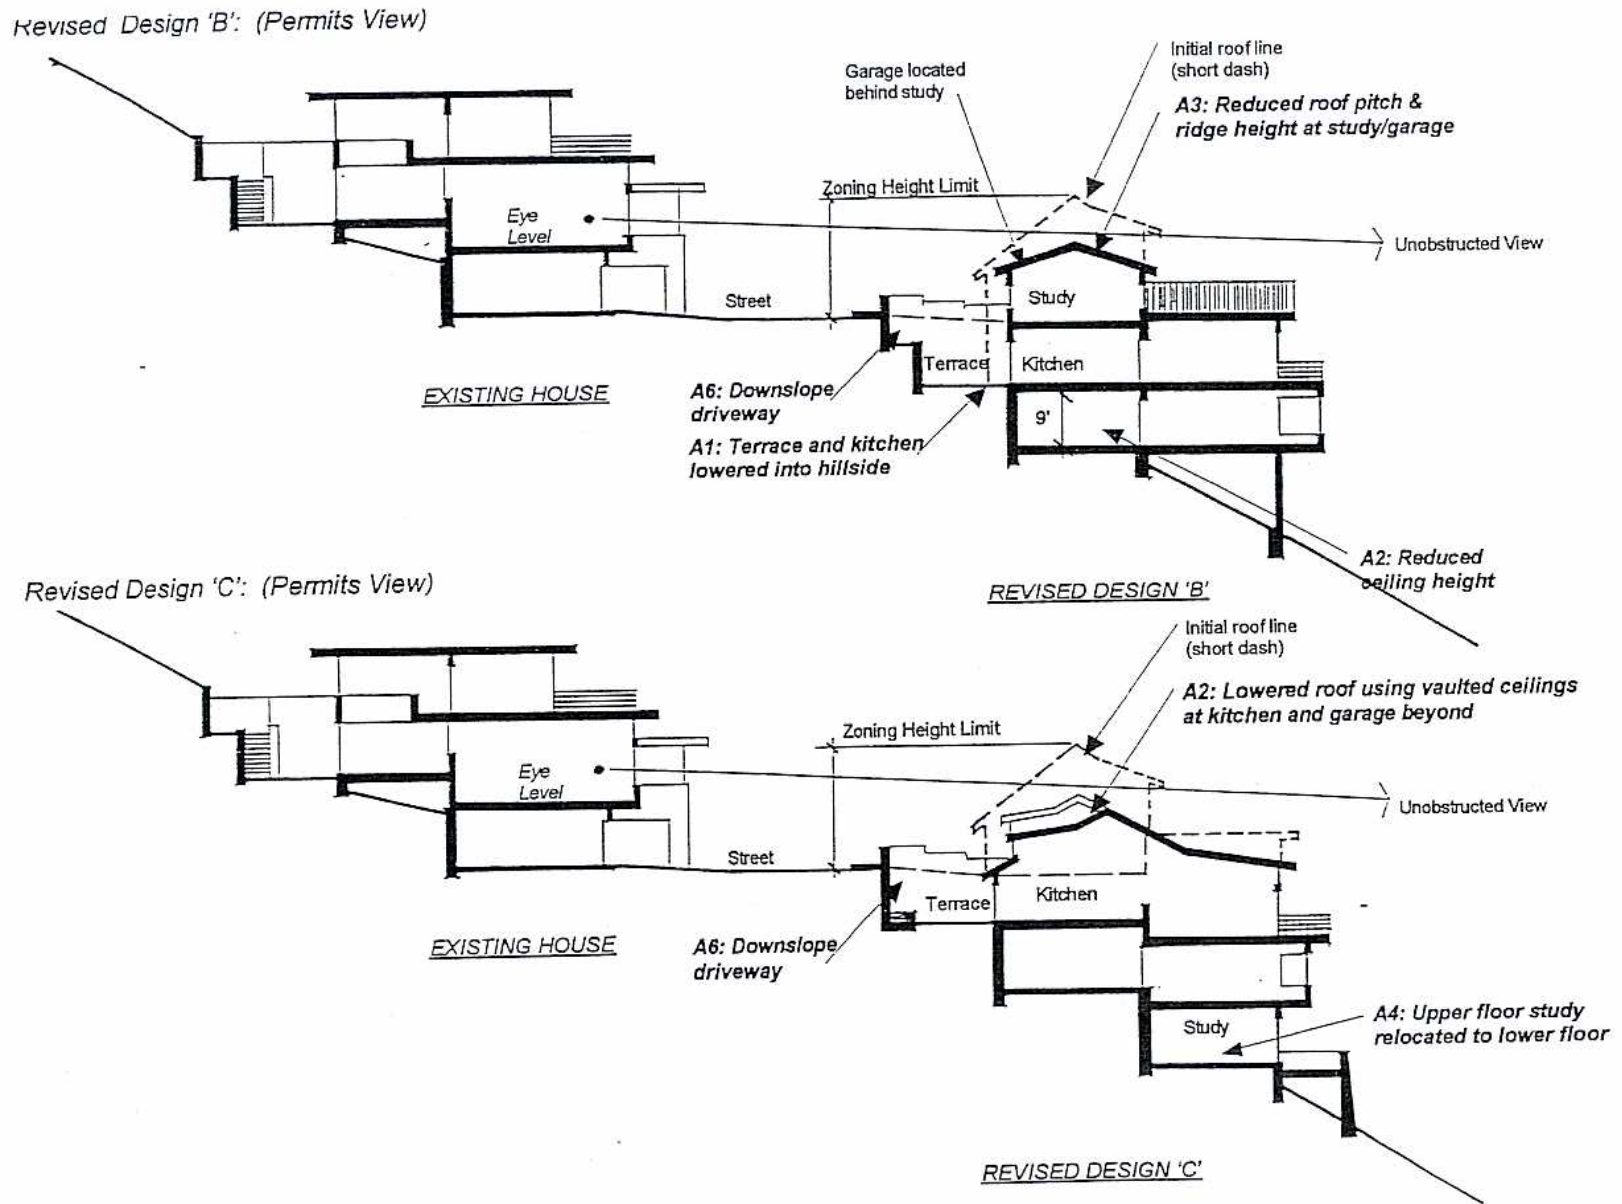 Revised Design 'B': (Permits View)
Initial roof line
(short dash)
Garage located
behind study
A3: Reduced roof pitch &
ridge height at study/garage
Zoning Height Limit
Eye
Level
Unobstructed View
Street
Study
Terrace
Kitchen
EXISTING HOUSE
A6: Downslope
driveway
9'
A1: Terrace and kitchen
lowered into hillside
A2: Reduced
ceiling height
REVISED DESIGN 'B'
Revised Design 'C': (Permits View)
Initial roof line
(short dash)
A2: Lowered roof using vaulted ceilings
at kitchen and garage beyond
Zoning Height Limit
Eye
Level
Unobstructed View
Street
Terrace
Kitchen
EXISTING HOUSE
A6: Downslope
driveway
Study
A4: Upper floor study
relocated to lower floor
REVISED DESIGN 'C'